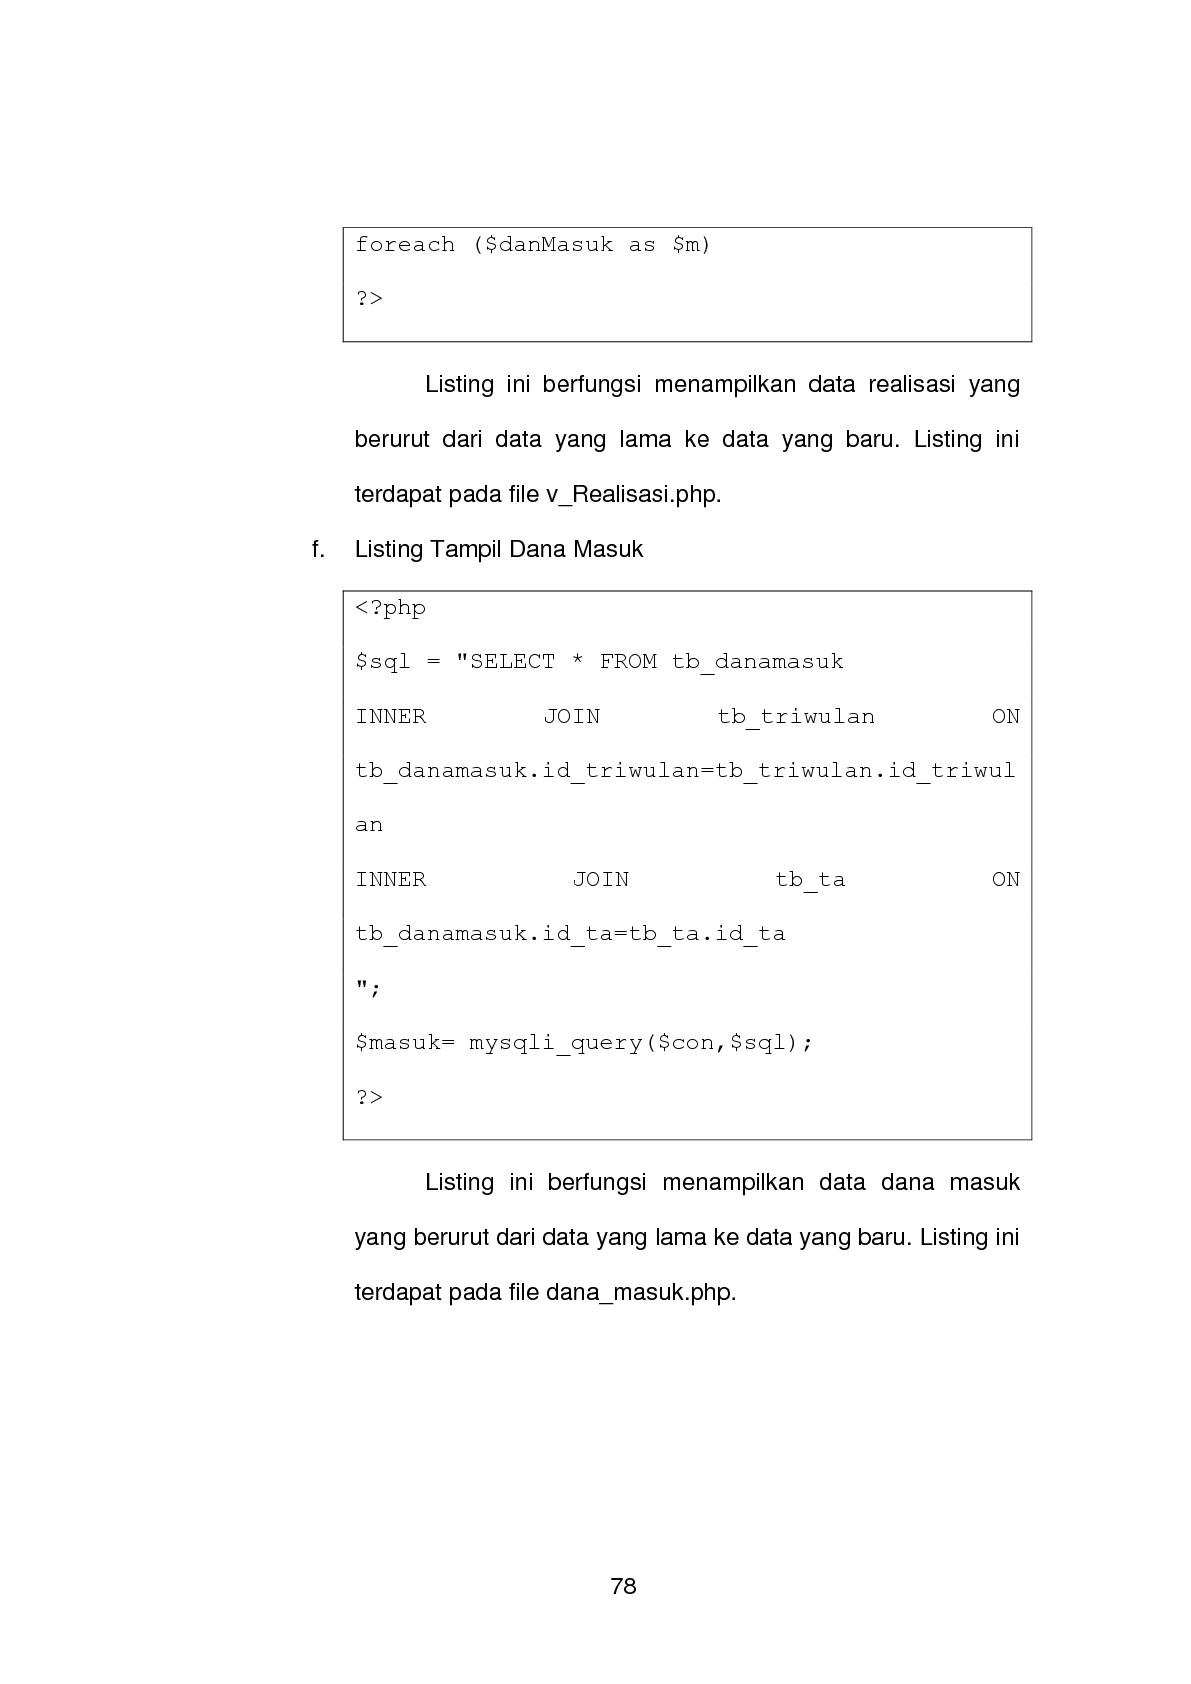 foreach ($danMasuk as $m)
?>
Listing ini berfungsi menampilkan data realisasi yang
berurut dari data yang lama ke data yang baru. Listing ini
terdapat pada file v_Realisasi.php.
f. Listing Tampil Dana Masuk
<?php
$sql = "SELECT * FROM tb_danamasuk
INNER JOIN tb_triwulan ON
tb_danamasuk.id_triwulan=tb_triwulan.id_triwul
an
INNER JOIN tb_ta ON
tb_danamasuk.id_ta=tb_ta.id_ta
";
$masuk= mysqli_query($con,$sql);
?>
Listing ini berfungsi menampilkan data dana masuk
yang berurut dari data yang lama ke data yang baru. Listing ini
terdapat pada file dana_masuk.php.
78